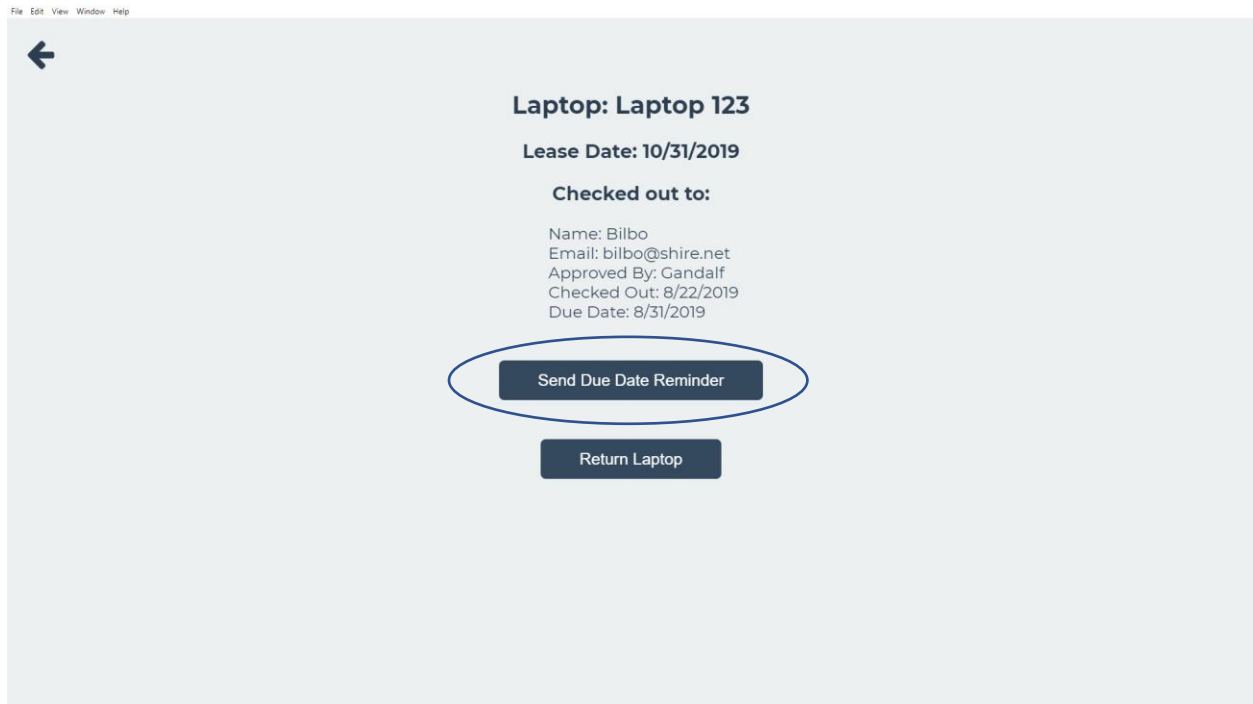 File Edit View Window Help
Laptop: Laptop 123
Lease Date: 10/31/2019
Checked out to:
Name: Bilbo
Email: bilbo@shire.net
Approved By: Gandalf
Checked Out: 8/22/2019
Due Date: 8/31/2019
Send Due Date Reminder
Return Laptop